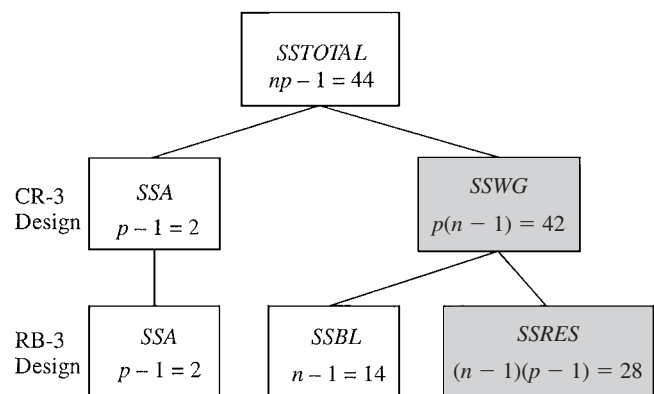 SSTOTAL
np – 1 = 44
CR-3
Design
SSA
p – 1 = 2
SSWG
p(n − 1) = 42
RB-3
Design
SSA
p – 1 = 2
SSBL
n – 1 = 14
SSRES
(n − 1)(p − 1) = 28